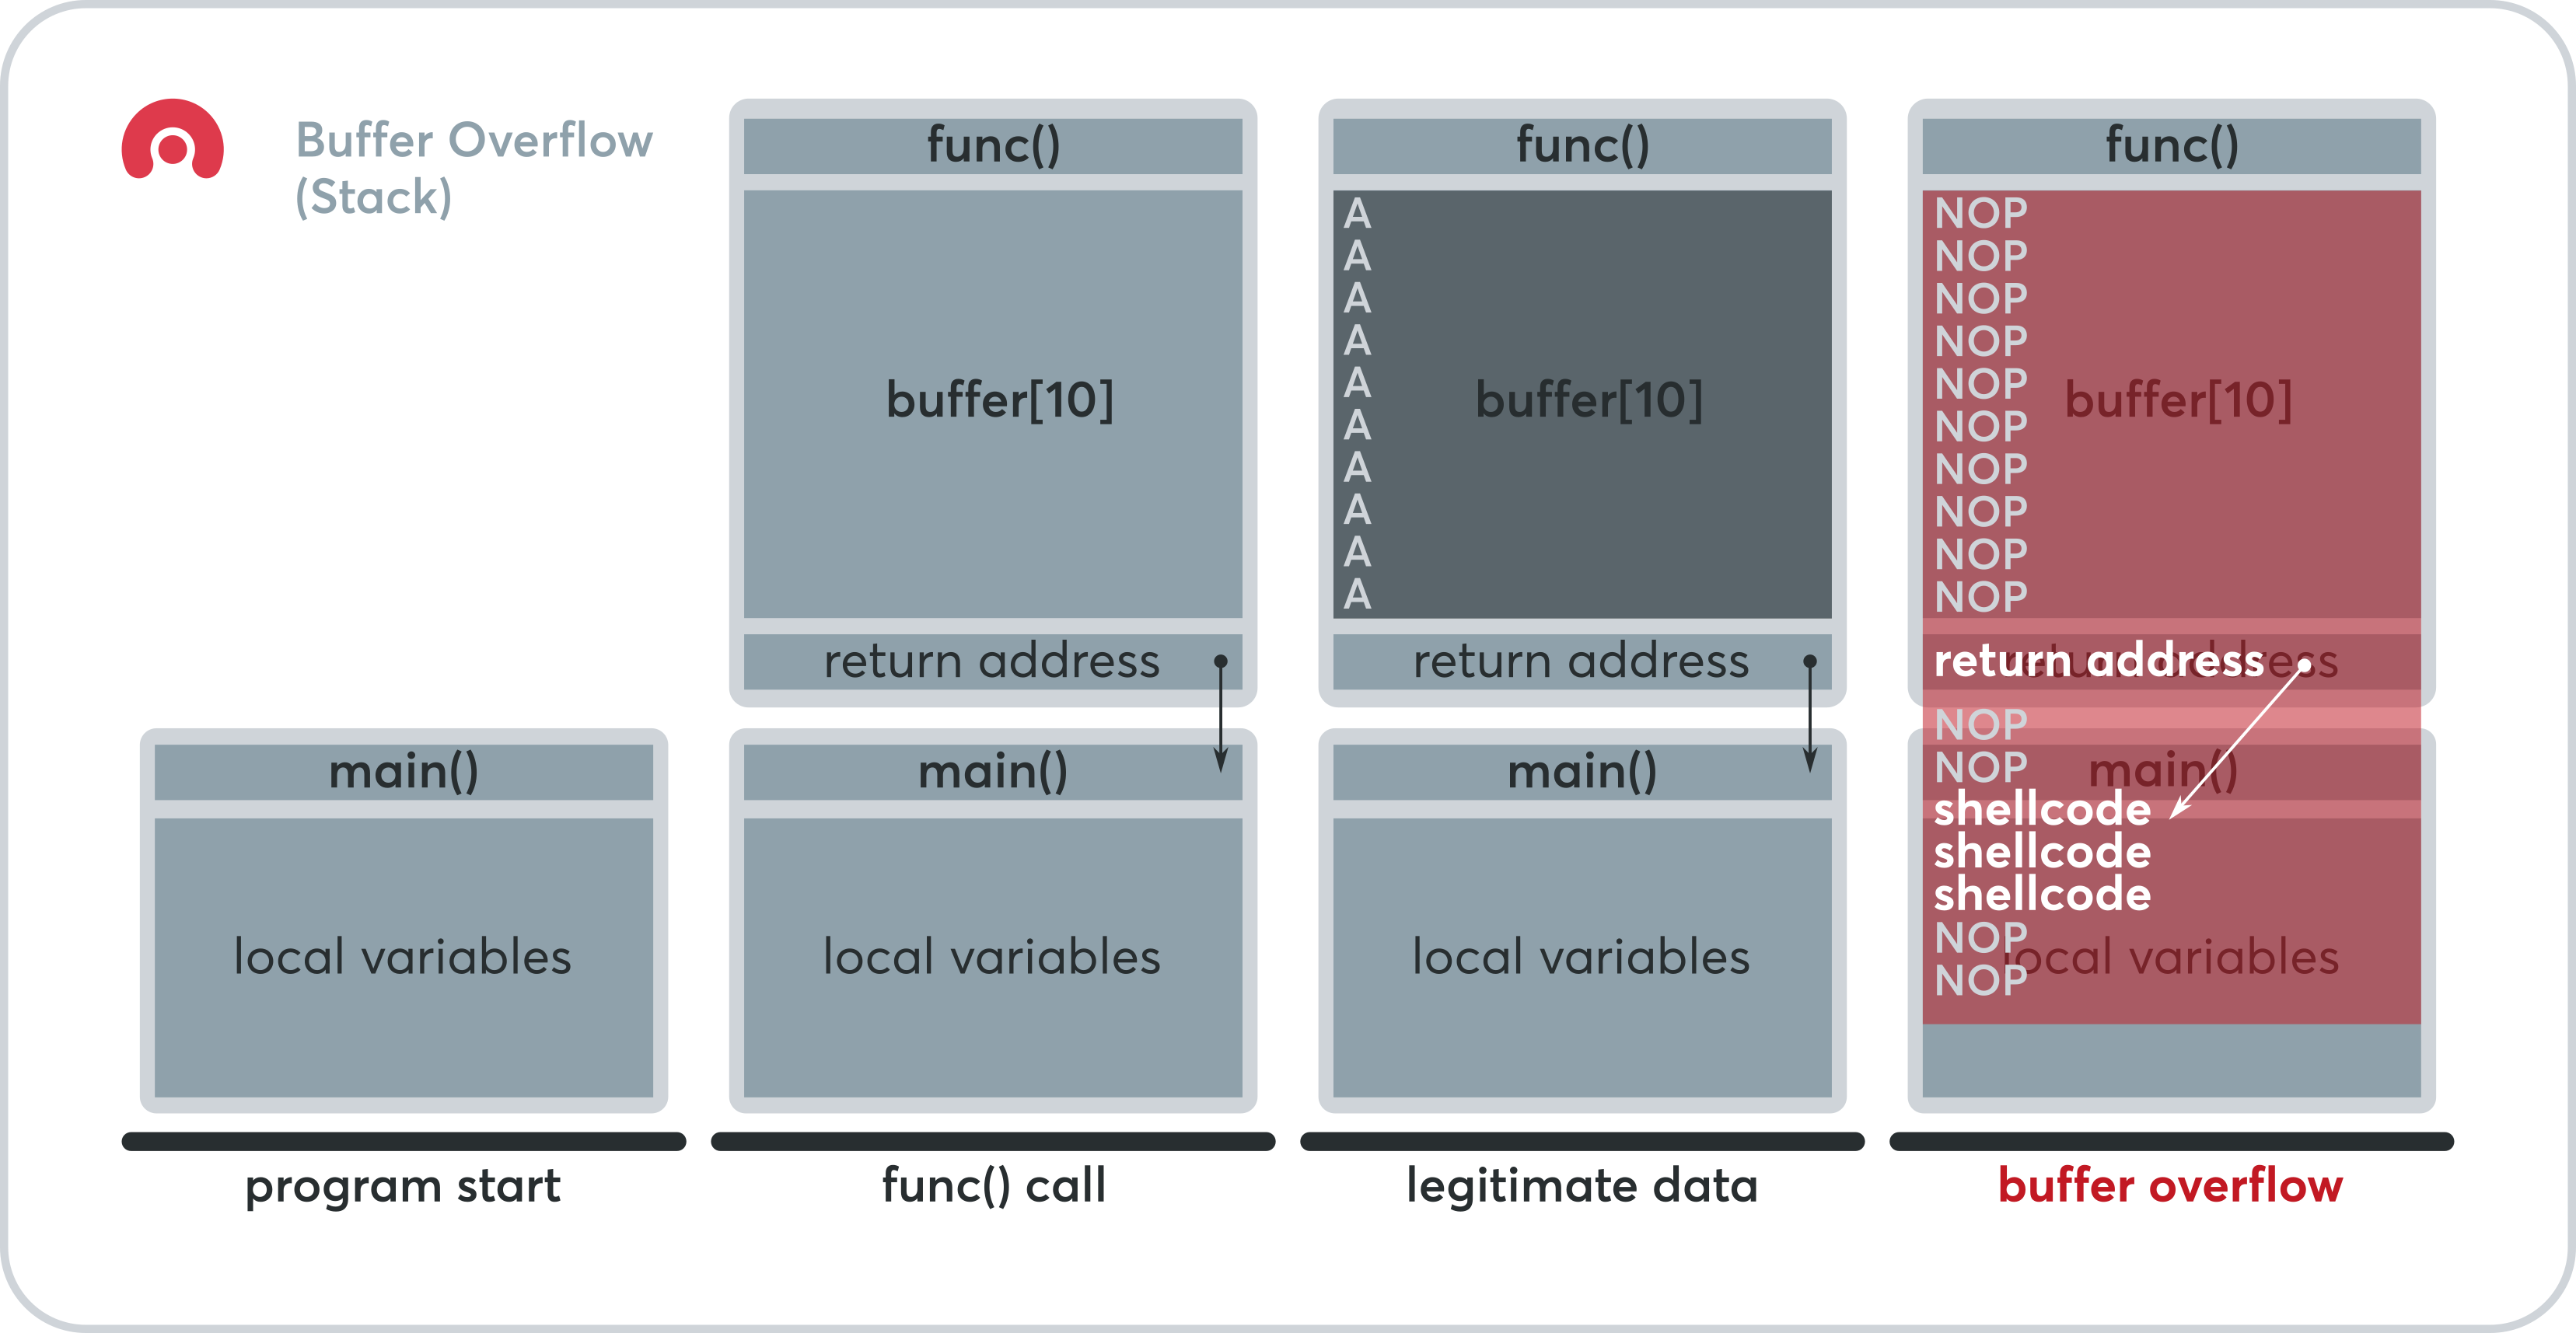 Buffer Overflow
(Stack)
main()
local variables
program start
func()
buffer[10]
return address
main()
local variables
func() call
func()
A
A
A
A
A
buffer[10]
A
A
A
A
A
return address
main()
local variables
legitimate data
func()
NOP
NOP
NOP
NOP
NOP
buffer[10]
NOP
NOP
NOP
NOP
NOP
return address
return address
NOP
NOP
main()
shellcode
shellcode
shellcode
NOP
local variables
NOP
buffer overflow